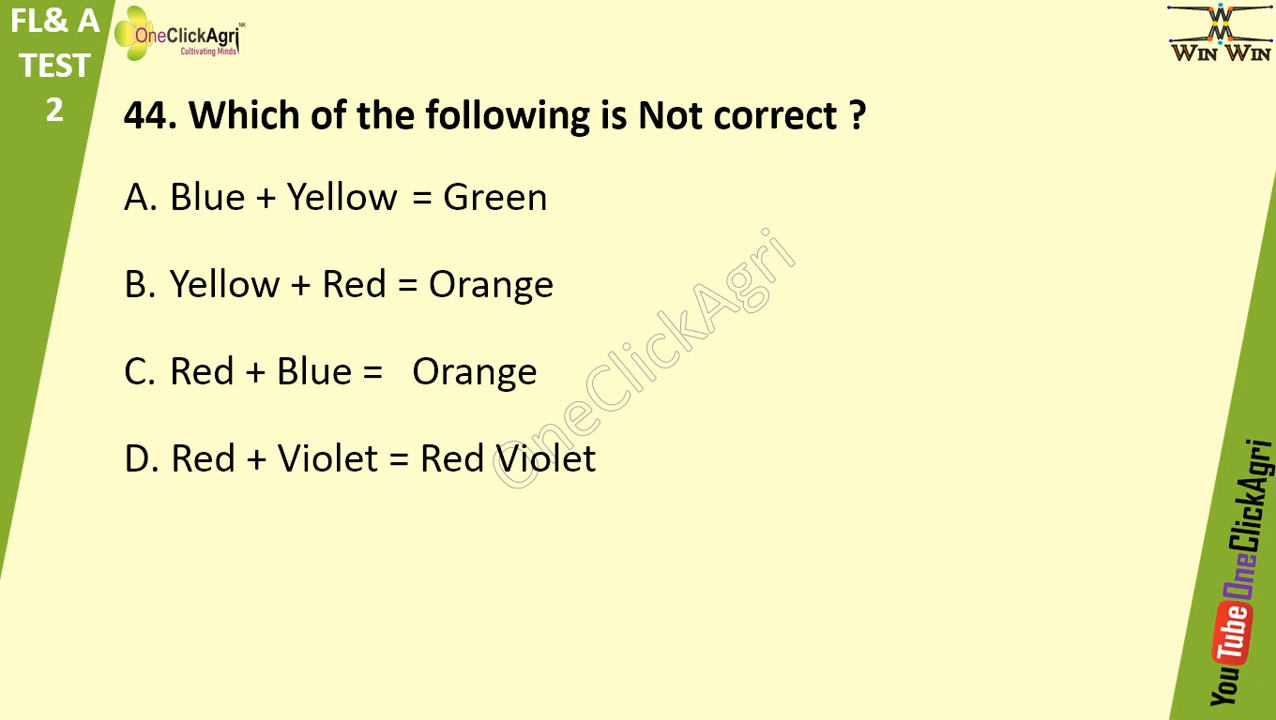 FL& A
TEST
2
OneClickAgri NK
Cultivating Minds
WIN WIN
44. Which of the following is Not correct ?
A. Blue + Yellow = Green
B. Yellow + Red = Orange
C. Red + Blue = Orange
D. Red + Violet = Red Violet
OneClickAgri
YouTube OneClickAgri